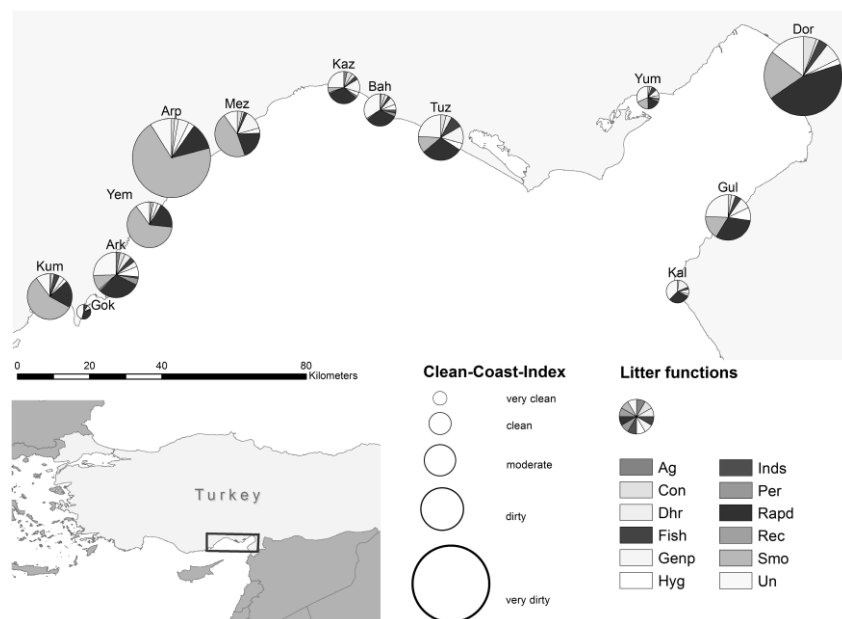 Dor
Kaz
Yum
Bah
Arp
Mez
Tuz
Yem
Gul
Ark
Kum
Kal
Gok
0 20 40 80
Kilometers
Clean-Coast-Index
very clean
clean
moderate
dirty
very dirty
Litter functions
Ag
Con
Dhr
Fish
Genp
Hyg
Inds
Per
Rapd
Rec
Smo
Un
Turkey